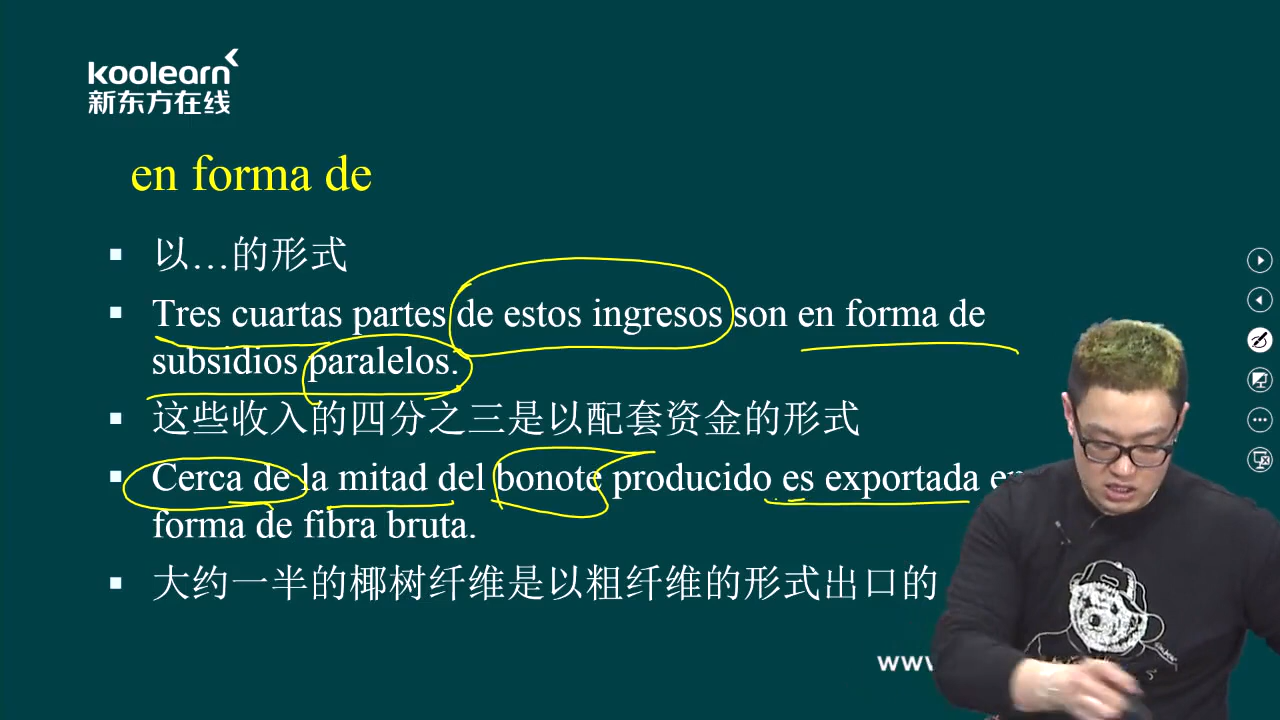 koolearn
新东方在线
en forma de
以…的形式
Tres cuartas partes de estos ingresos son en forma de
subsidios paralelos.
这些收入的四分之三是以配套资金的形式
Cerca de la mitad del bonote producido es exportada en
forma de fibra bruta.
大约一半的椰树纤维是以粗纤维的形式出口的
www